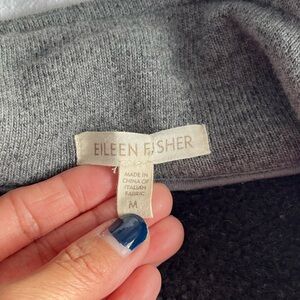 EILEEN FISHER
MADE IN
CHINA OF
ITALIAN
FABRIC
M